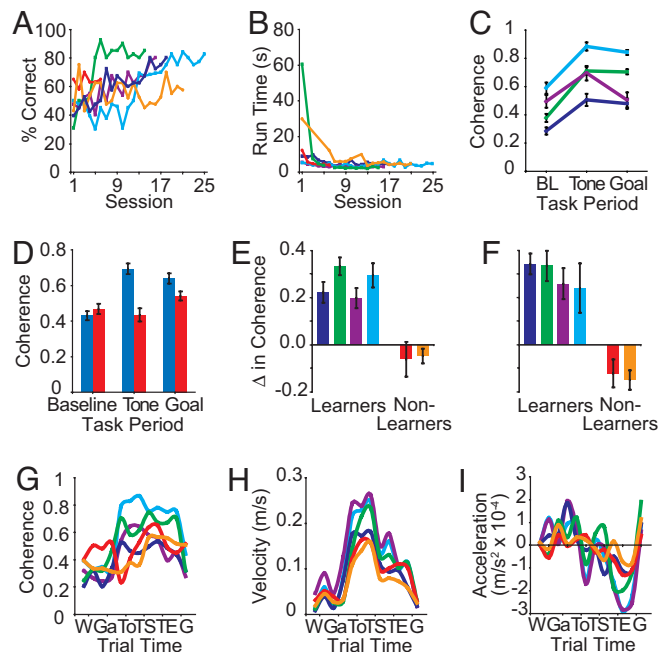 A
% Correct
100
80
60
40
20
0
1 9 17 25
Session
B
Run Time (s)
80
60
40
20
0
1 9 17 25
Session
C
Coherence
1
0.8
0.6
0.4
0.2
0
BL Tone Goal
Task Period
D
Coherence
0.8
0.6
0.4
0.2
Baseline Tone Goal
Task Period
E
Δ in Coherence
0.4
0.2
0
-0.2
Learners Non-
Learners
F
Learners Non-
Learners
G
Coherence
1
0.8
0.6
0.4
0.2
0
WGaToTSTE G
Trial Time
H
Velocity (m/s)
0.3
0.2
0.1
0
WGaToTSTE G
Trial Time
I
Acceleration
(m/s² x 10⁻⁴)
3
2
1
0
-1
-2
-3
WGaToTSTE G
Trial Time